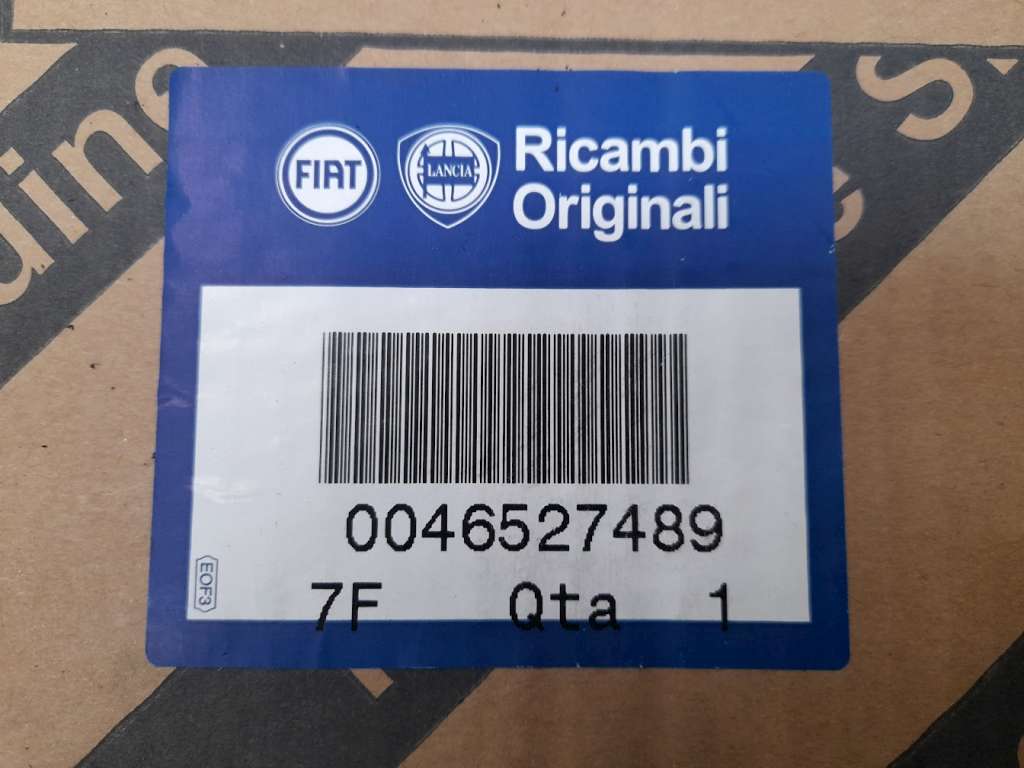 FIAT
LANCIA
Ricambi
Originali
0046527489
EOF3
7F Qta 1